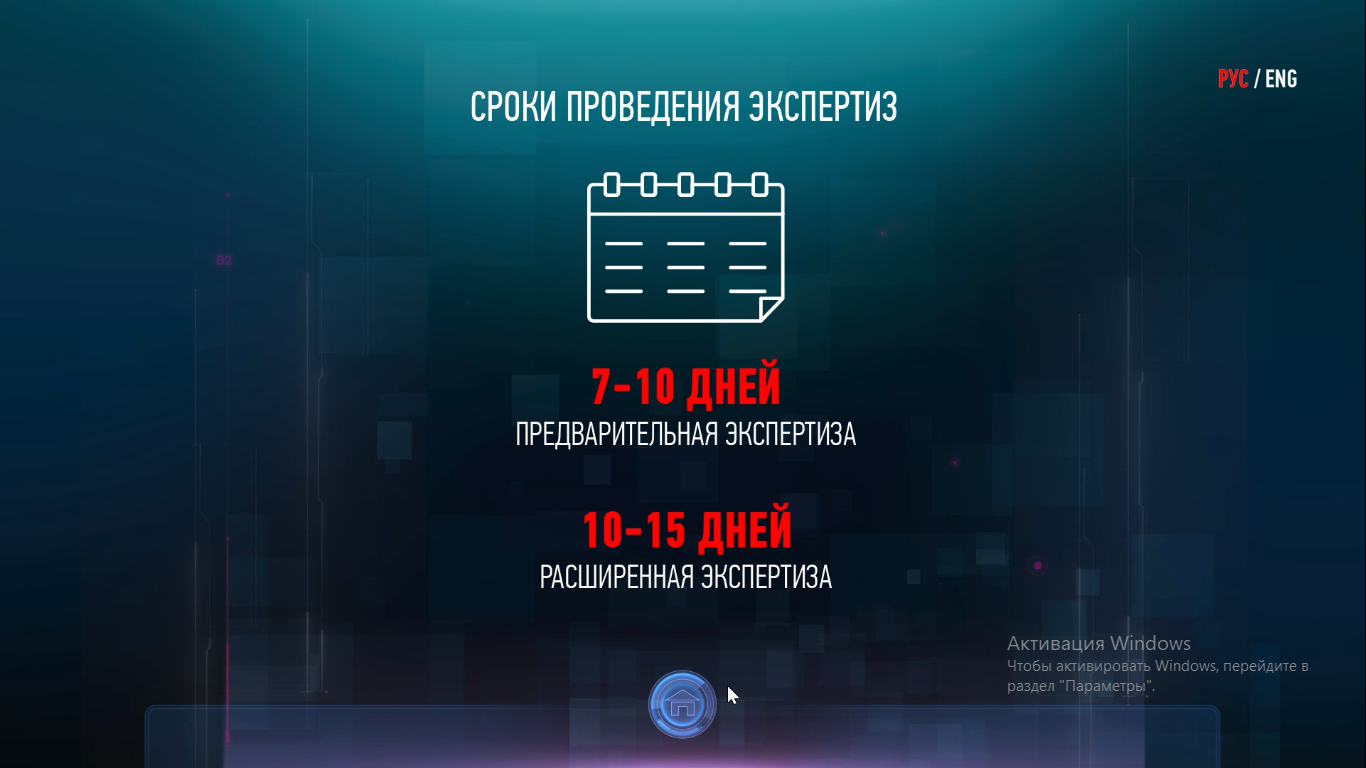 РУС / ENG
СРОКИ ПРОВЕДЕНИЯ ЭКСПЕРТИЗ
B2
7-10 ДНЕЙ
ПРЕДВАРИТЕЛЬНАЯ ЭКСПЕРТИЗА
10-15 ДНЕЙ
РАСШИРЕННАЯ ЭКСПЕРТИЗА
Активация Windows
Чтобы активировать Windows, перейдите в
раздел "Параметры".